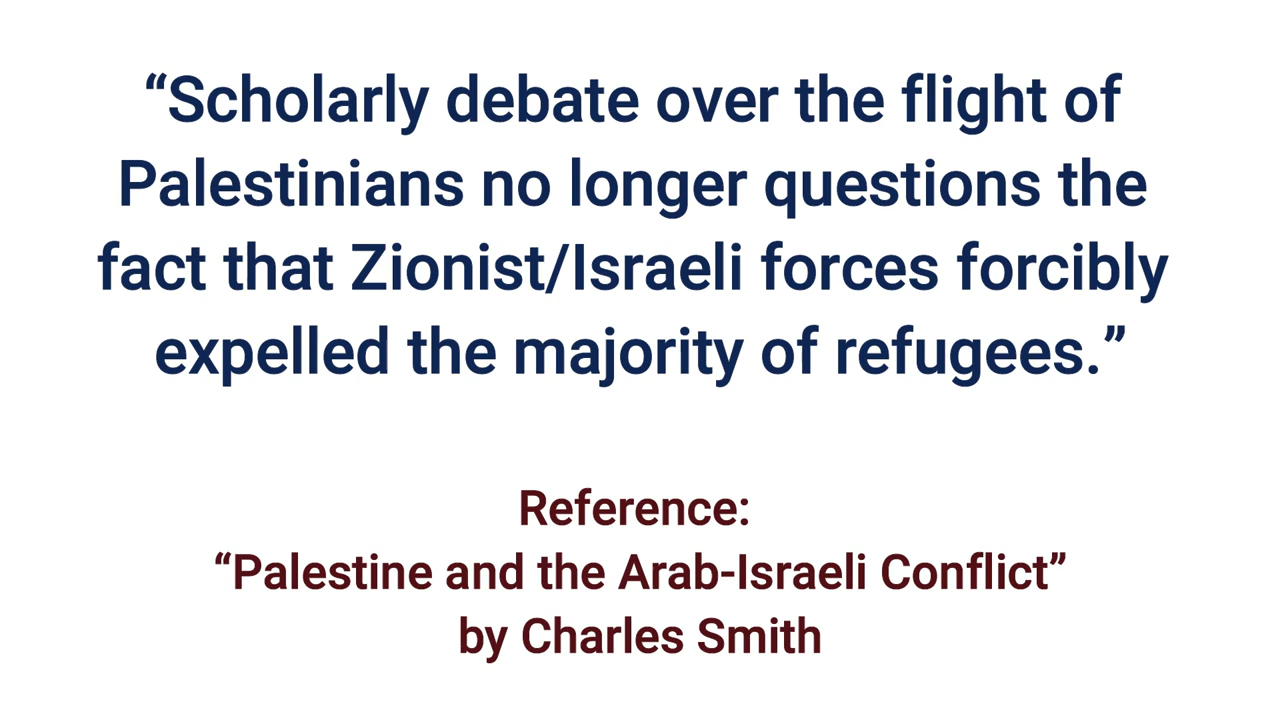 “Scholarly debate over the flight of
Palestinians no longer questions the
fact that Zionist/Israeli forces forcibly
expelled the majority of refugees.”
Reference:
“Palestine and the Arab-Israeli Conflict”
by Charles Smith